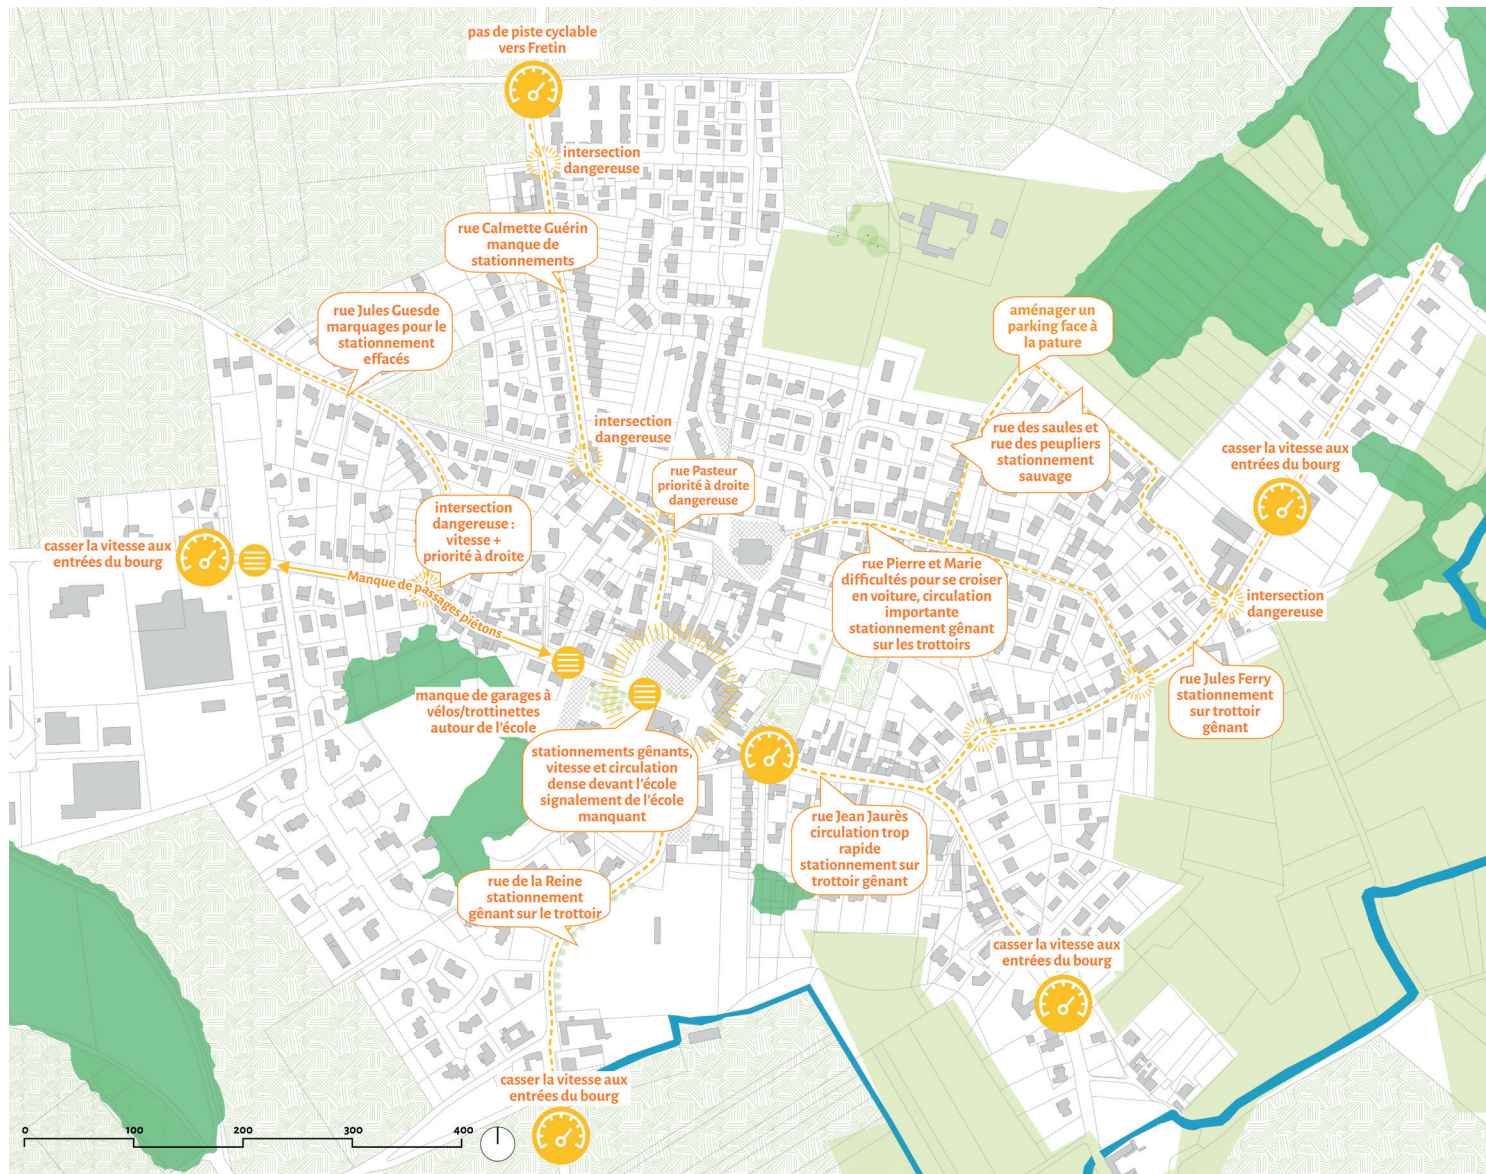 pas de piste cyclable
vers Fretin
intersection
dangereuse
rue Calmette Guérin
manque de
stationnements
rue Jules Guesde
marquages pour le
stationnement
effacés
aménager un
parking face à
la pature
intersection
dangereuse
rue des saules et
rue des peupliers
stationnement
sauvage
casser la vitesse aux
entrées du bourg
rue Pasteur
priorité à droite
dangereuse
intersection
dangereuse :
vitesse +
priorité à droite
casser la vitesse aux
entrées du bourg
Manque de passages piétons
rue Pierre et Marie
difficultés pour se croiser
en voiture, circulation
importante
stationnement gênant
sur les trottoirs
intersection
dangereuse
rue Jules Ferry
stationnement
sur trottoir
gênant
manque de garages à
vélos/trottinettes
autour de l'école
stationnements gênants,
vitesse et circulation
dense devant l'école
signalement de l'école
manquant
rue Jean Jaurès
circulation trop
rapide
stationnement sur
trottoir gênant
rue de la Reine
stationnement
gênant sur le trottoir
casser la vitesse aux
entrées du bourg
casser la vitesse aux
entrées du bourg
0 100 200 300 400